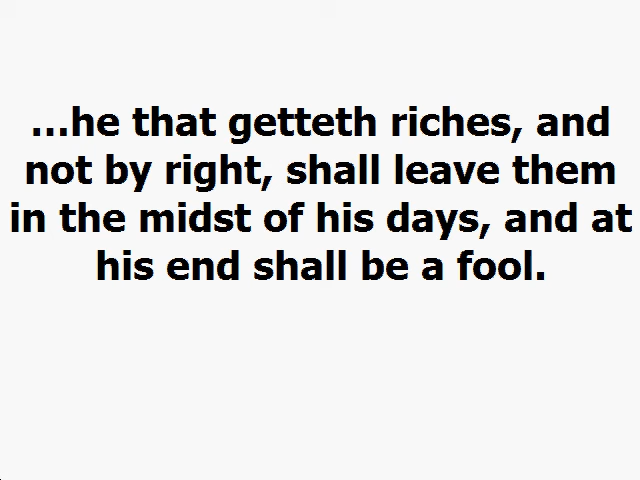 ...he that getteth riches, and
not by right, shall leave them
in the midst of his days, and at
his end shall be a fool.